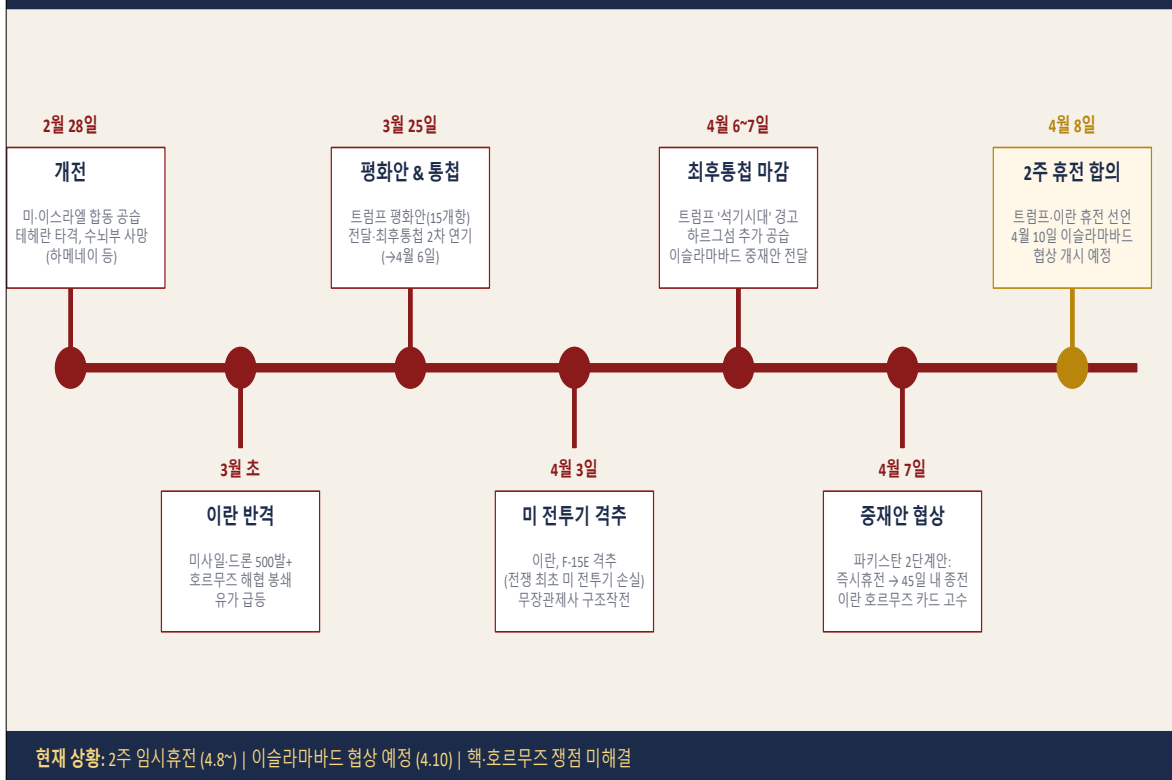 2월 28일
개전
미·이스라엘 합동 공습
테헤란 타격, 수뇌부 사망
(하메네이 등)
3월 초
이란 반격
미사일·드론 500발+
호르무즈 해협 봉쇄
유가 급등
3월 25일
평화안 & 통첩
트럼프 평화안(15개항)
전달·최후통첩 2차 연기
(→4월 6일)
4월 3일
미 전투기 격추
이란, F-15E 격추
(전쟁 최초 미 전투기 손실)
무장관제사 구조작전
4월 6~7일
최후통첩 마감
트럼프 '석기시대' 경고
하르그섬 추가 공습
이슬라마바드 중재안 전달
4월 7일
중재안 협상
파키스탄 2단계안:
즉시휴전 → 45일 내 종전
이란 호르무즈 카드 고수
4월 8일
2주 휴전 합의
트럼프·이란 휴전 선언
4월 10일 이슬라마바드
협상 개시 예정
현재 상황: 2주 임시휴전 (4.8~) | 이슬라마바드 협상 예정 (4.10) | 핵·호르무즈 쟁점 미해결